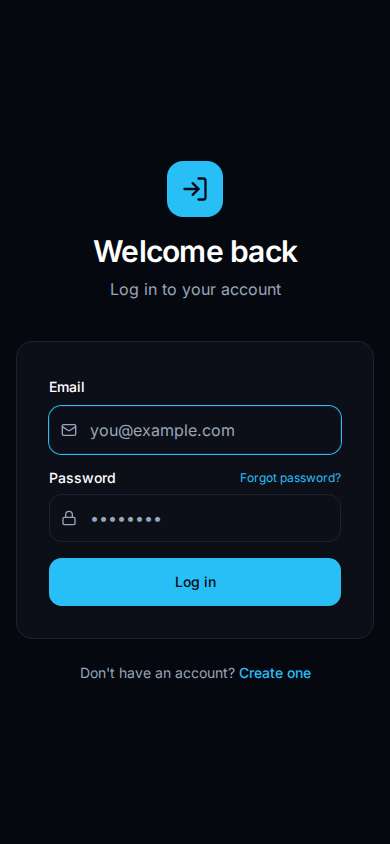 Welcome back
Log in to your account
Email
you@example.com
Password Forgot password?
••••••••
Log in
Don't have an account? Create one